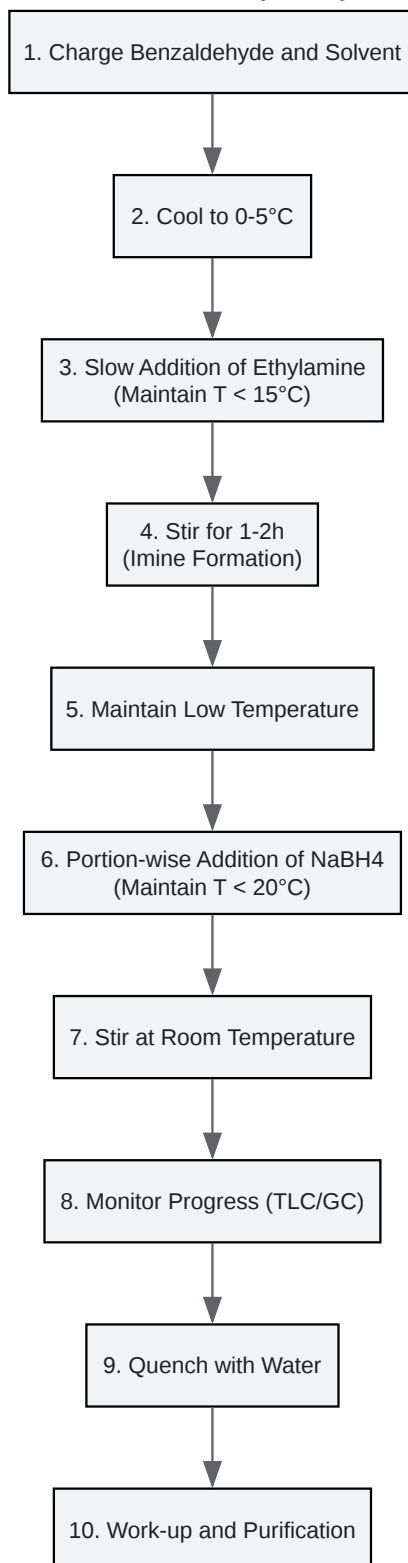 1. Charge Benzaldehyde and Solvent
2. Cool to 0-5°C
3. Slow Addition of Ethylamine
(Maintain T < 15°C)
4. Stir for 1-2h
(Imine Formation)
5. Maintain Low Temperature
6. Portion-wise Addition of NaBH4
(Maintain T < 20°C)
7. Stir at Room Temperature
8. Monitor Progress (TLC/GC)
9. Quench with Water
10. Work-up and Purification